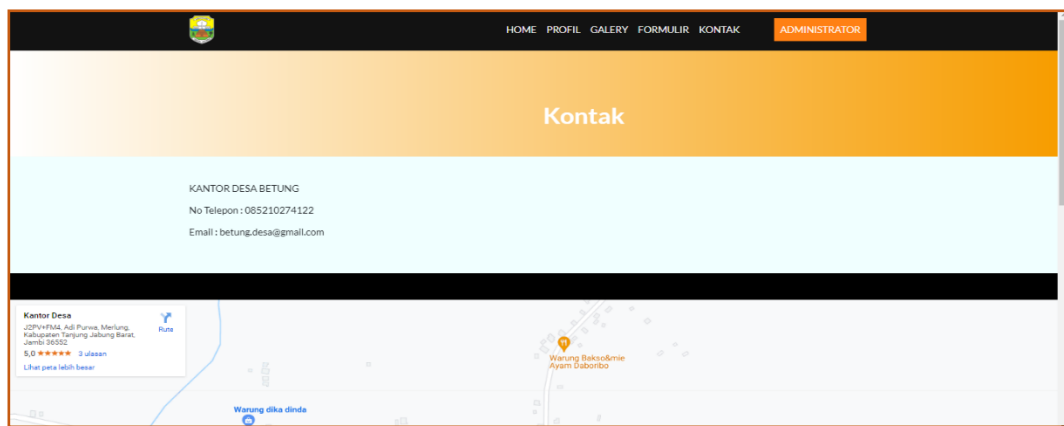 HOME PROFIL GALERY FORMULIR KONTAK ADMINISTRATOR
Kontak
KANTOR DESA BETUNG
No Telepon : 085210274122
Email : betung.desa@gmail.com
Kantor Desa
J2PV+FM4, Adi Purwa, Merlung,
Kabupaten Tanjung Jabung Barat,
Jambi 36552
Rute
5,0 ★★★★★ 3 ulasan
Lihat peta lebih besar
Warung Bakso&mie
Ayam Daboribo
Warung dika dinda